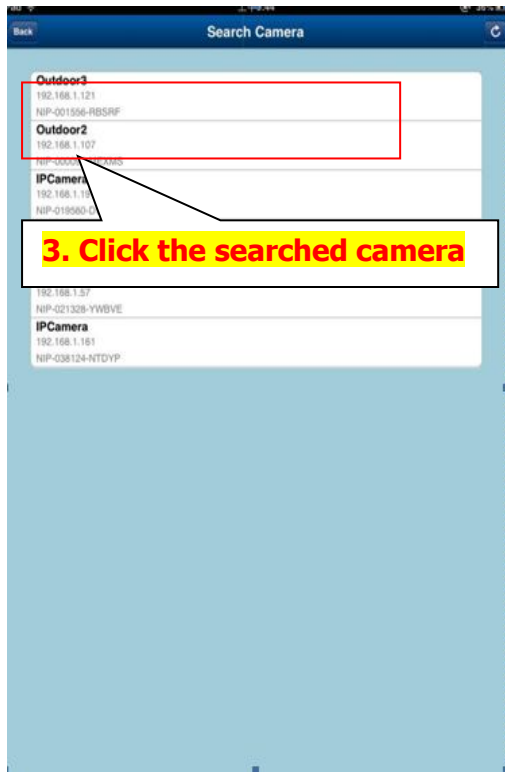 Back
Search Camera
Outdoor3
192.168.1.121
NIP-001556-RBSRF
Outdoor2
192.168.1.107
IPCamera
3. Click the searched camera
192.168.1.57
NIP-021328-YWBVE
IPCamera
192.168.1.161
NIP-038124-NTDYP